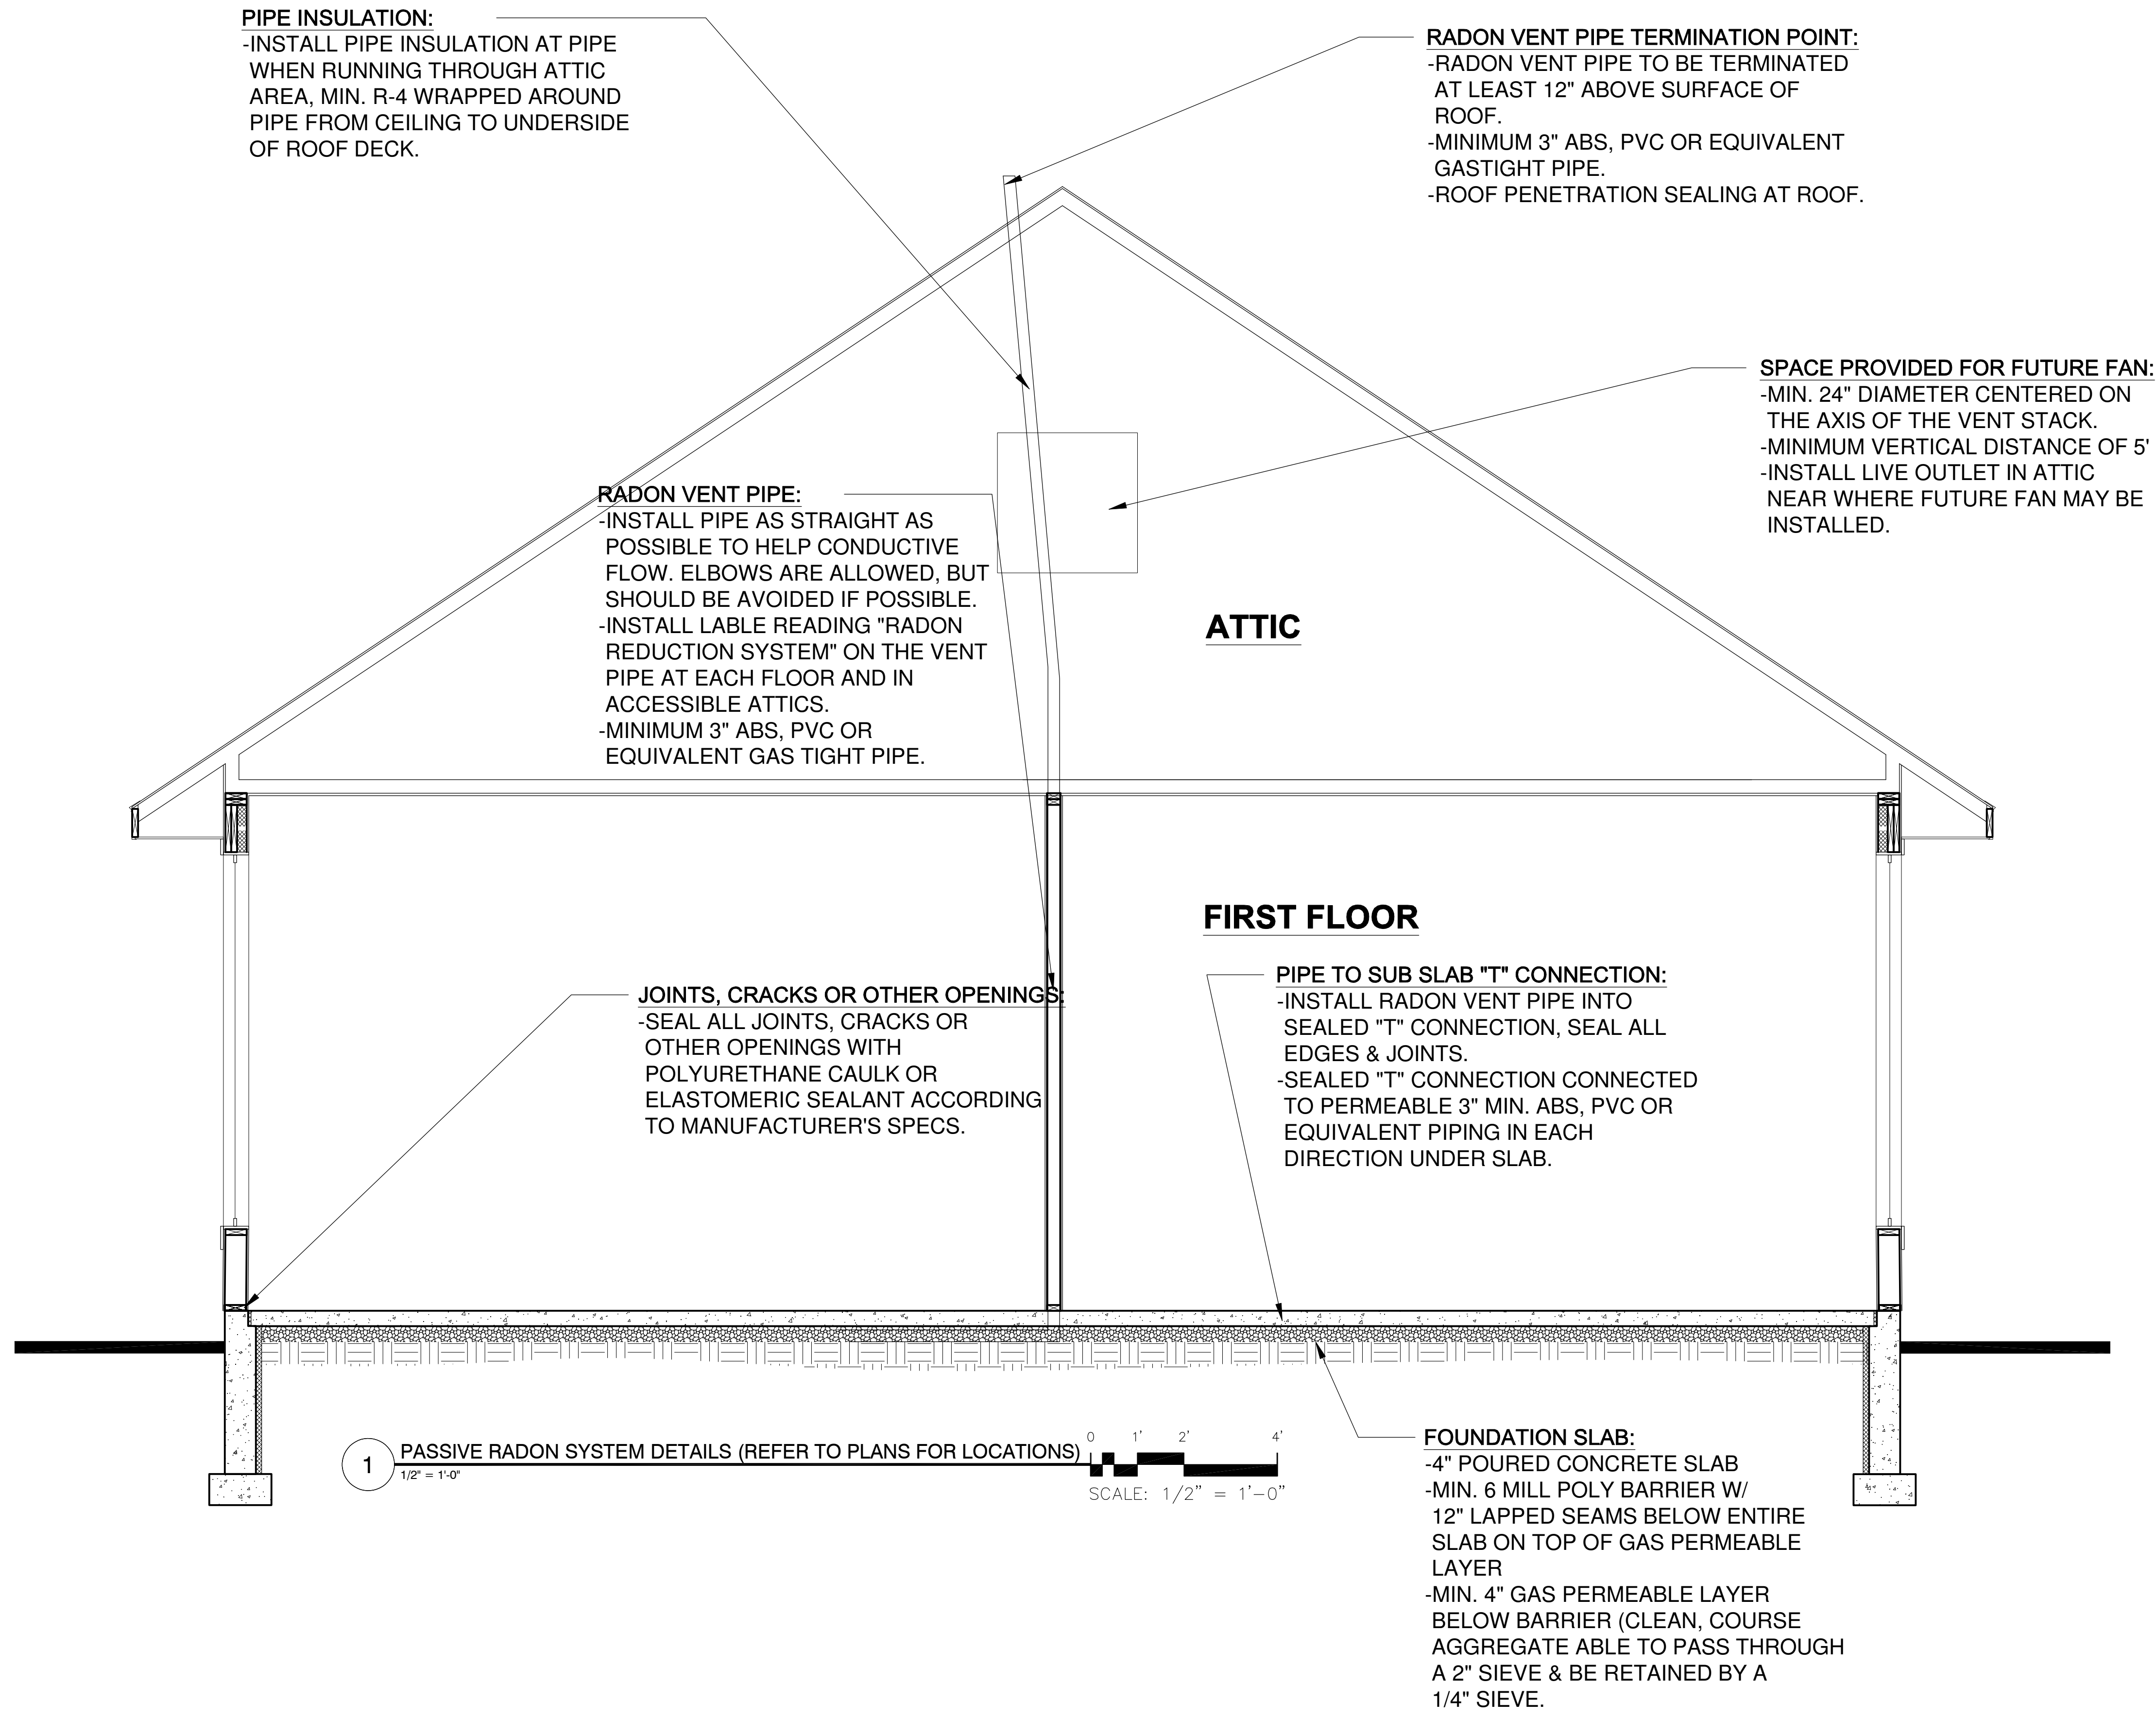 PIPE INSULATION:
-INSTALL PIPE INSULATION AT PIPE
WHEN RUNNING THROUGH ATTIC
AREA, MIN. R-4 WRAPPED AROUND
PIPE FROM CEILING TO UNDERSIDE
OF ROOF DECK.
RADON VENT PIPE TERMINATION POINT:
-RADON VENT PIPE TO BE TERMINATED
AT LEAST 12" ABOVE SURFACE OF
ROOF.
-MINIMUM 3" ABS, PVC OR EQUIVALENT
GASTIGHT PIPE.
-ROOF PENETRATION SEALING AT ROOF.
SPACE PROVIDED FOR FUTURE FAN:
-MIN. 24" DIAMETER CENTERED ON
THE AXIS OF THE VENT STACK.
-MINIMUM VERTICAL DISTANCE OF 5'
-INSTALL LIVE OUTLET IN ATTIC
NEAR WHERE FUTURE FAN MAY BE
INSTALLED.
RADON VENT PIPE:
-INSTALL PIPE AS STRAIGHT AS
POSSIBLE TO HELP CONDUCTIVE
FLOW. ELBOWS ARE ALLOWED, BUT
SHOULD BE AVOIDED IF POSSIBLE.
-INSTALL LABLE READING "RADON
REDUCTION SYSTEM" ON THE VENT
PIPE AT EACH FLOOR AND IN
ACCESSIBLE ATTICS.
-MINIMUM 3" ABS, PVC OR
EQUIVALENT GAS TIGHT PIPE.
ATTIC
FIRST FLOOR
JOINTS, CRACKS OR OTHER OPENINGS:
-SEAL ALL JOINTS, CRACKS OR
OTHER OPENINGS WITH
POLYURETHANE CAULK OR
ELASTOMERIC SEALANT ACCORDING
TO MANUFACTURER'S SPECS.
PIPE TO SUB SLAB "T" CONNECTION:
-INSTALL RADON VENT PIPE INTO
SEALED "T" CONNECTION, SEAL ALL
EDGES & JOINTS.
-SEALED "T" CONNECTION CONNECTED
TO PERMEABLE 3" MIN. ABS, PVC OR
EQUIVALENT PIPING IN EACH
DIRECTION UNDER SLAB.
1 PASSIVE RADON SYSTEM DETAILS (REFER TO PLANS FOR LOCATIONS)
1/2" = 1'-0"
0 1' 2' 4'
SCALE: 1/2" = 1'-0"
FOUNDATION SLAB:
-4" POURED CONCRETE SLAB
-MIN. 6 MILL POLY BARRIER W/
12" LAPPED SEAMS BELOW ENTIRE
SLAB ON TOP OF GAS PERMEABLE
LAYER
-MIN. 4" GAS PERMEABLE LAYER
BELOW BARRIER (CLEAN, COURSE
AGGREGATE ABLE TO PASS THROUGH
A 2" SIEVE & BE RETAINED BY A
1/4" SIEVE.